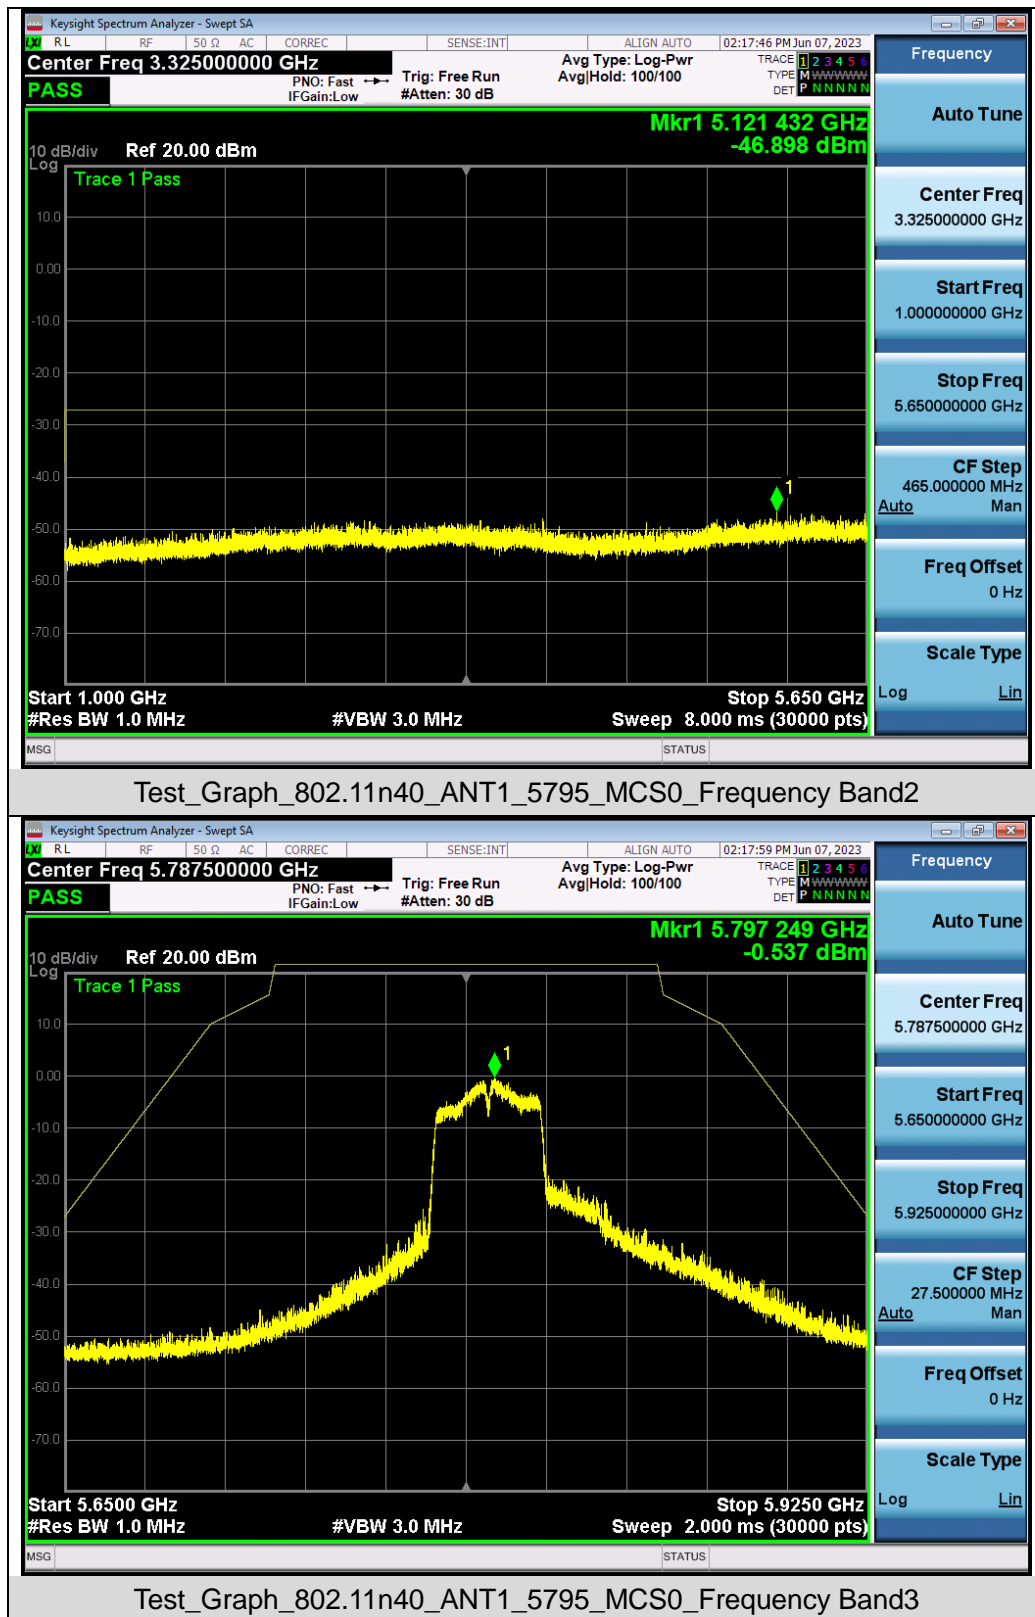 Keysight Spectrum Analyzer - Swept SA
LXI RL RF 50 Ω AC CORREC SENSE:INT ALIGN AUTO 02:17:46 PM Jun 07, 2023
Center Freq 3.325000000 GHz
PASS
PNO: Fast
IFGain:Low
Trig: Free Run
#Atten: 30 dB
Avg Type: Log-Pwr
Avg|Hold: 100/100
TRACE 1 2 3 4 5 6
TYPE M WWWWW
DET P N N N N N
Mkr1 5.121 432 GHz
-46.898 dBm
10 dB/div Ref 20.00 dBm
Log
Trace 1 Pass
10.0
0.00
-10.0
-20.0
-30.0
-40.0
1
-50.0
-60.0
-70.0
Start 1.000 GHz Stop 5.650 GHz
#Res BW 1.0 MHz #VBW 3.0 MHz Sweep 8.000 ms (30000 pts)
MSG STATUS
Frequency
Auto Tune
Center Freq
3.325000000 GHz
Start Freq
1.000000000 GHz
Stop Freq
5.650000000 GHz
CF Step
465.000000 MHz
Auto Man
Freq Offset
0 Hz
Scale Type
Log Lin
Test_Graph_802.11n40_ANT1_5795_MCS0_Frequency Band2
Keysight Spectrum Analyzer - Swept SA
LXI RL RF 50 Ω AC CORREC SENSE:INT ALIGN AUTO 02:17:59 PM Jun 07, 2023
Center Freq 5.787500000 GHz
PASS
PNO: Fast
IFGain:Low
Trig: Free Run
#Atten: 30 dB
Avg Type: Log-Pwr
Avg|Hold: 100/100
TRACE 1 2 3 4 5 6
TYPE M WWWWW
DET P N N N N N
Mkr1 5.797 249 GHz
-0.537 dBm
10 dB/div Ref 20.00 dBm
Log
Trace 1 Pass
10.0
1
0.00
-10.0
-20.0
-30.0
-40.0
-50.0
-60.0
-70.0
Start 5.6500 GHz Stop 5.9250 GHz
#Res BW 1.0 MHz #VBW 3.0 MHz Sweep 2.000 ms (30000 pts)
MSG STATUS
Frequency
Auto Tune
Center Freq
5.787500000 GHz
Start Freq
5.650000000 GHz
Stop Freq
5.925000000 GHz
CF Step
27.500000 MHz
Auto Man
Freq Offset
0 Hz
Scale Type
Log Lin
Test_Graph_802.11n40_ANT1_5795_MCS0_Frequency Band3